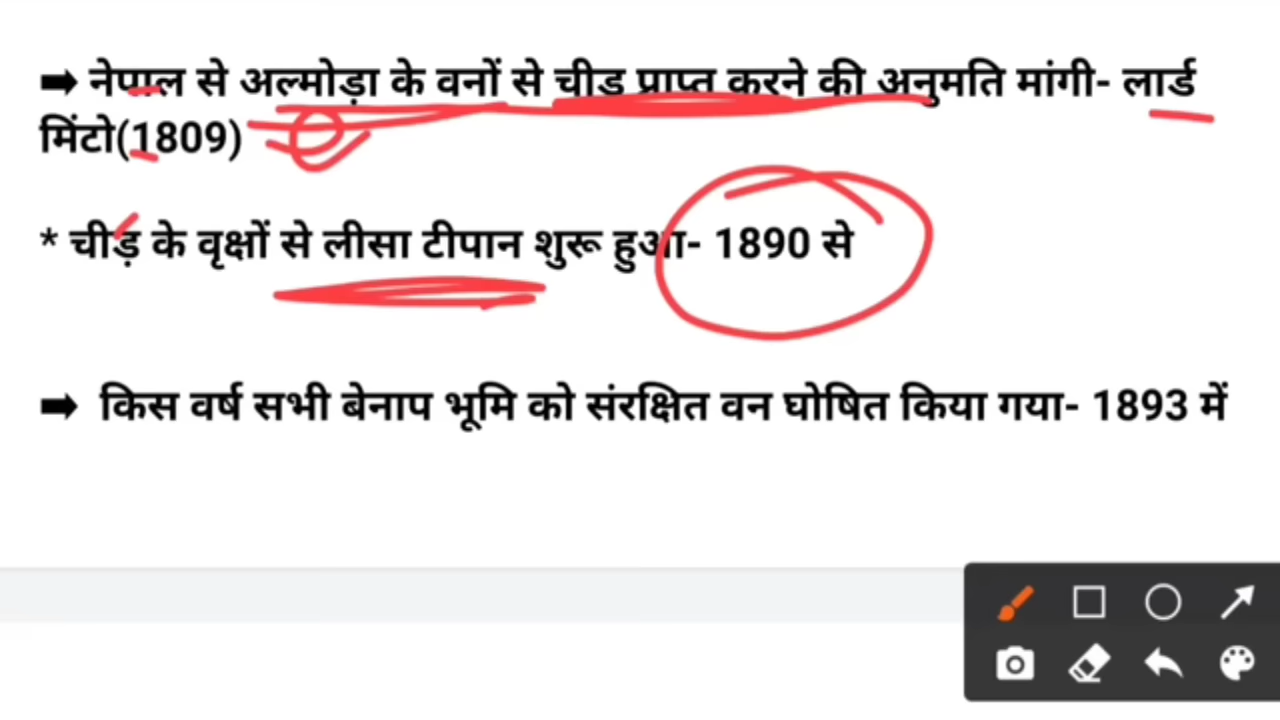 ➡ नेपाल से अल्मोड़ा के वनों से चीड प्राप्त करने की अनुमति मांगी- लार्ड
मिंटो(1809)
* चीड़ के वृक्षों से लीसा टीपान शुरू हुआ- 1890 से
➡ किस वर्ष सभी बेनाप भूमि को संरक्षित वन घोषित किया गया- 1893 में